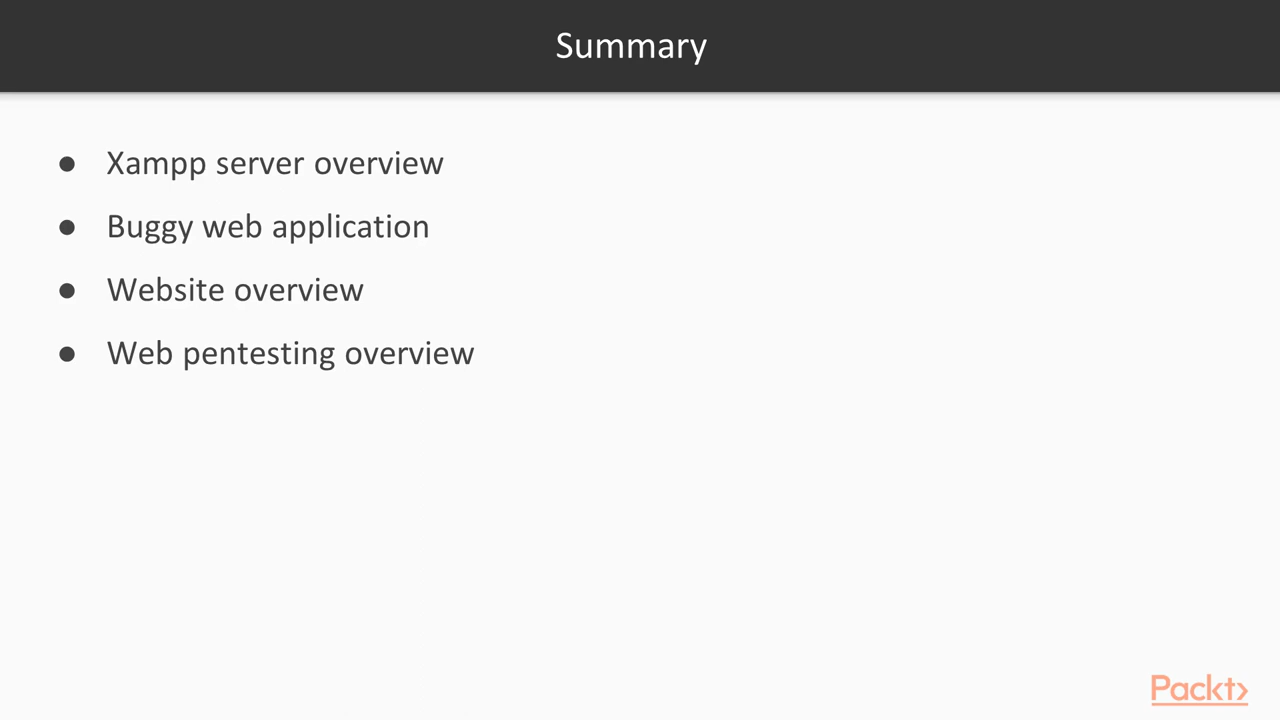 Summary
● Xampp server overview
● Buggy web application
● Website overview
● Web pentesting overview
Packt>